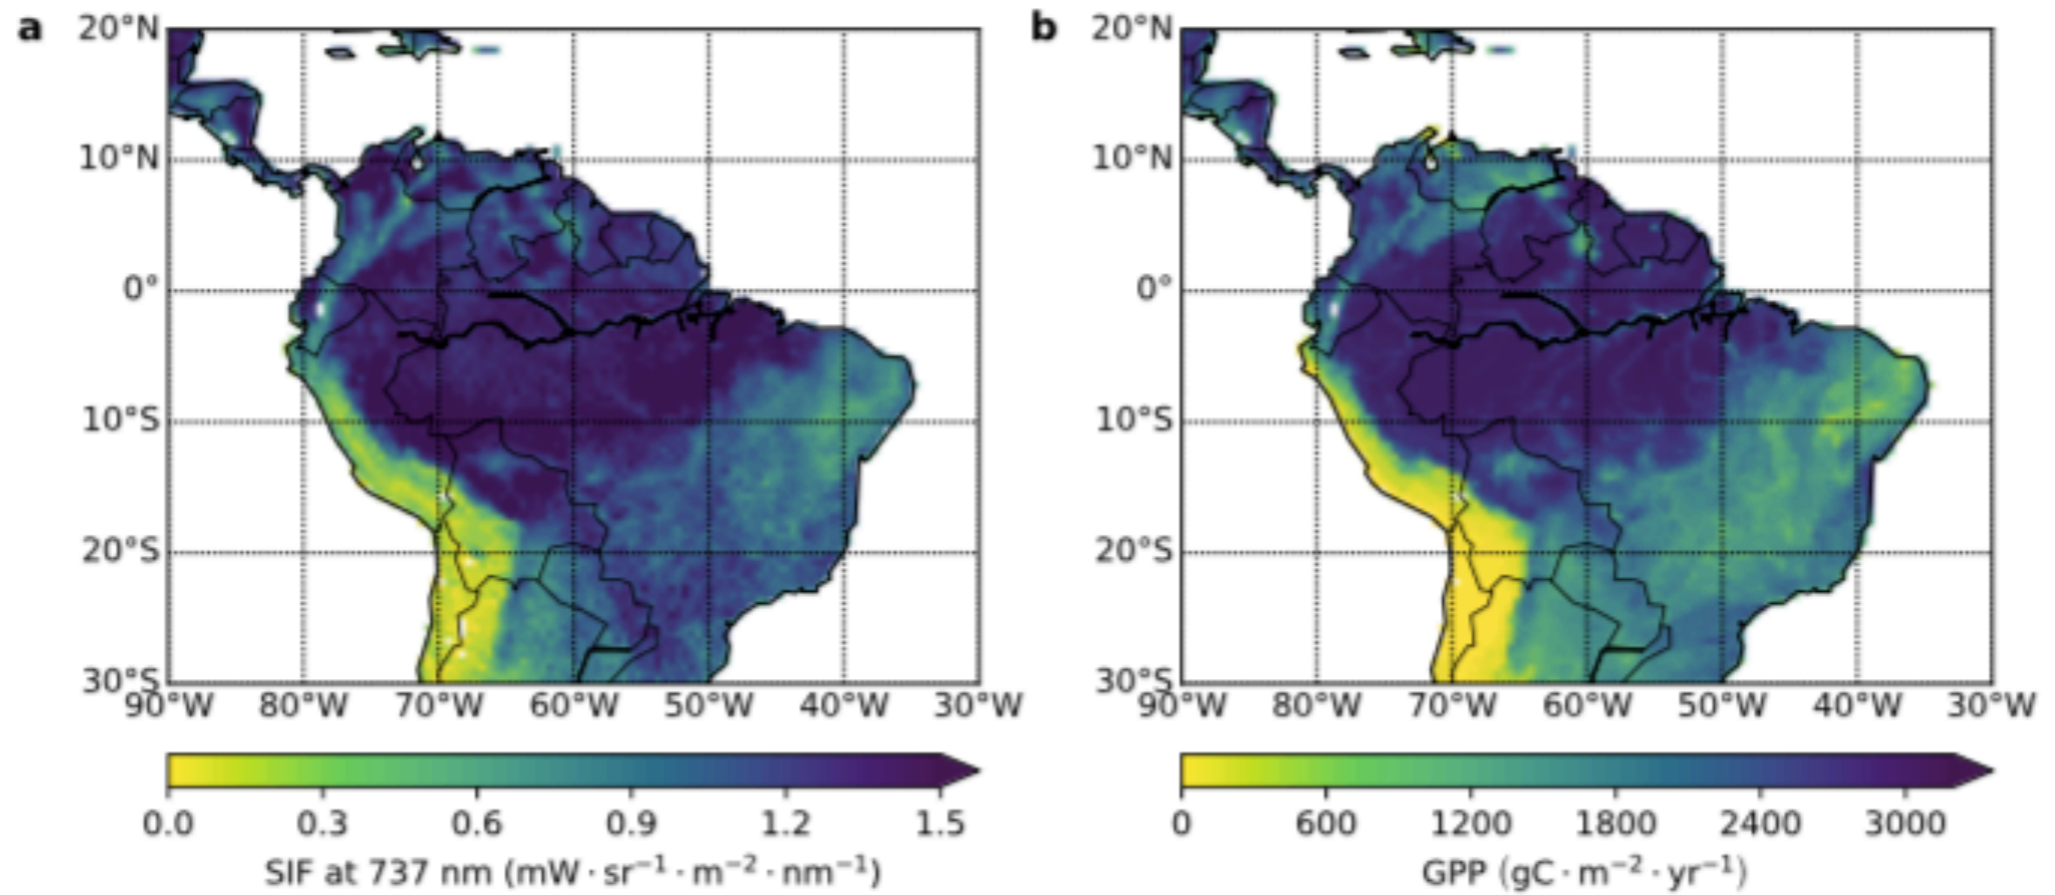 a
20°N
10°N
0°
10°S
20°S
30°S
90°W 80°W 70°W 60°W 50°W 40°W 30°W
0.0 0.3 0.6 0.9 1.2 1.5
SIF at 737 nm (mW · sr⁻¹ · m⁻² · nm⁻¹)
b
20°N
10°N
0°
10°S
20°S
30°S
90°W 80°W 70°W 60°W 50°W 40°W 30°W
0 600 1200 1800 2400 3000
GPP (gC · m⁻² · yr⁻¹)